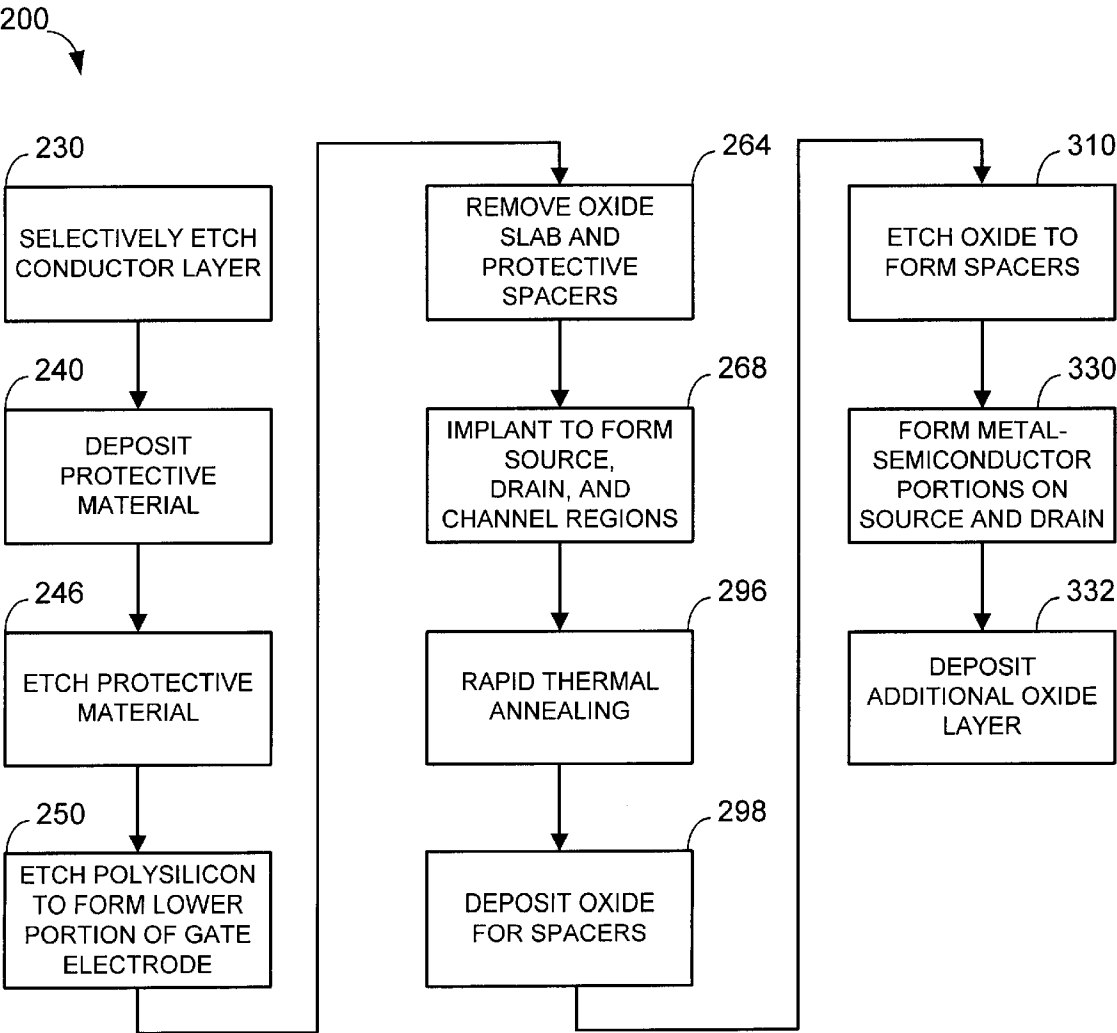 200
230
SELECTIVELY ETCH
CONDUCTOR LAYER
240
DEPOSIT
PROTECTIVE
MATERIAL
246
ETCH PROTECTIVE
MATERIAL
250
ETCH POLYSILICON
TO FORM LOWER
PORTION OF GATE
ELECTRODE
264
REMOVE OXIDE
SLAB AND
PROTECTIVE
SPACERS
268
IMPLANT TO FORM
SOURCE,
DRAIN, AND
CHANNEL REGIONS
296
RAPID THERMAL
ANNEALING
298
DEPOSIT OXIDE
FOR SPACERS
310
ETCH OXIDE TO
FORM SPACERS
330
FORM METAL-
SEMICONDUCTOR
PORTIONS ON
SOURCE AND DRAIN
332
DEPOSIT
ADDITIONAL OXIDE
LAYER